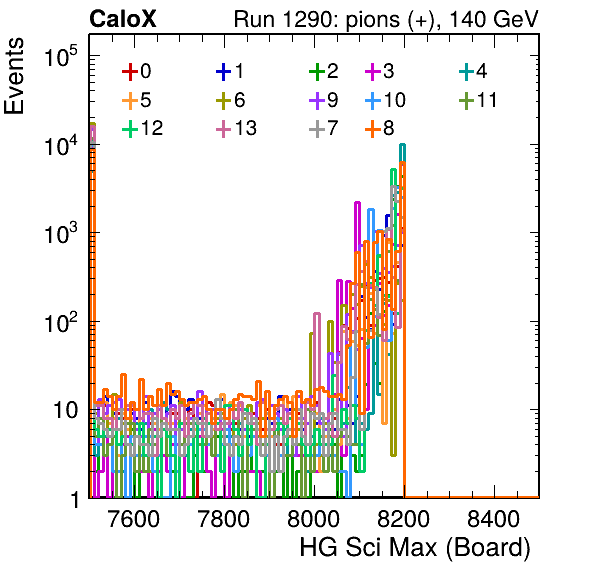 CaloX Run 1290: pions (+), 140 GeV
Events
10^5
0 1 2 3 4
5 6 9 10 11
12 13 7 8
10^4
10^3
10^2
10
1
7600 7800 8000 8200 8400
HG Sci Max (Board)